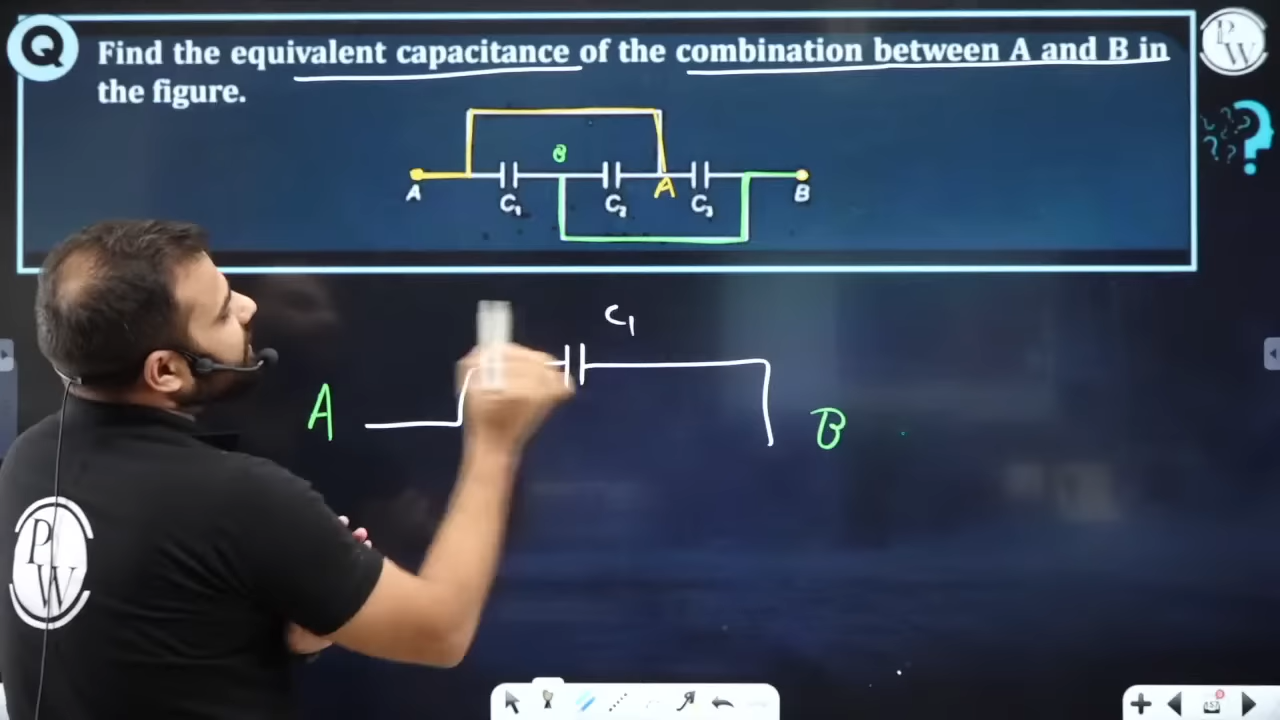 Q Find the equivalent capacitance of the combination between A and B in
the figure.
P
W
B
A
C₁
C₂
A
C₃
B
C₁
A
B
P
W